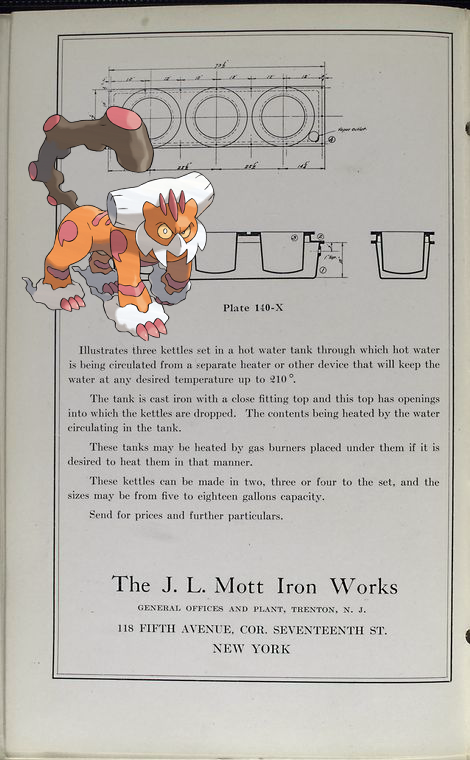 Vapor Outlet
Plate 140-X
Illustrates three kettles set in a hot water tank through which hot water
is being circulated from a separate heater or other device that will keep the
water at any desired temperature up to 210°.
The tank is cast iron with a close fitting top and this top has openings
into which the kettles are dropped. The contents being heated by the water
circulating in the tank.
These tanks may be heated by gas burners placed under them if it is
desired to heat them in that manner.
These kettles can be made in two, three or four to the set, and the
sizes may be from five to eighteen gallons capacity.
Send for prices and further particulars.
The J. L. Mott Iron Works
GENERAL OFFICES AND PLANT, TRENTON, N. J.
118 FIFTH AVENUE, COR. SEVENTEENTH ST.
NEW YORK